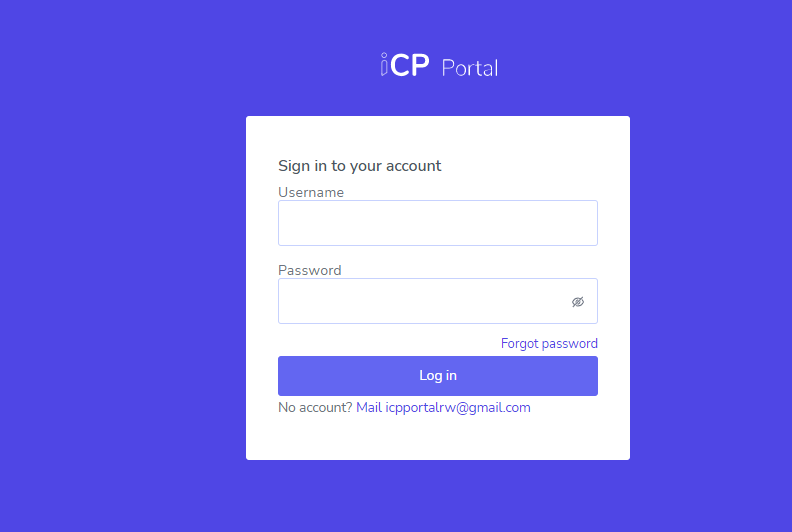 iCP Portal
Sign in to your account
Username
Password
Forgot password
Log in
No account? Mail icpportalrw@gmail.com